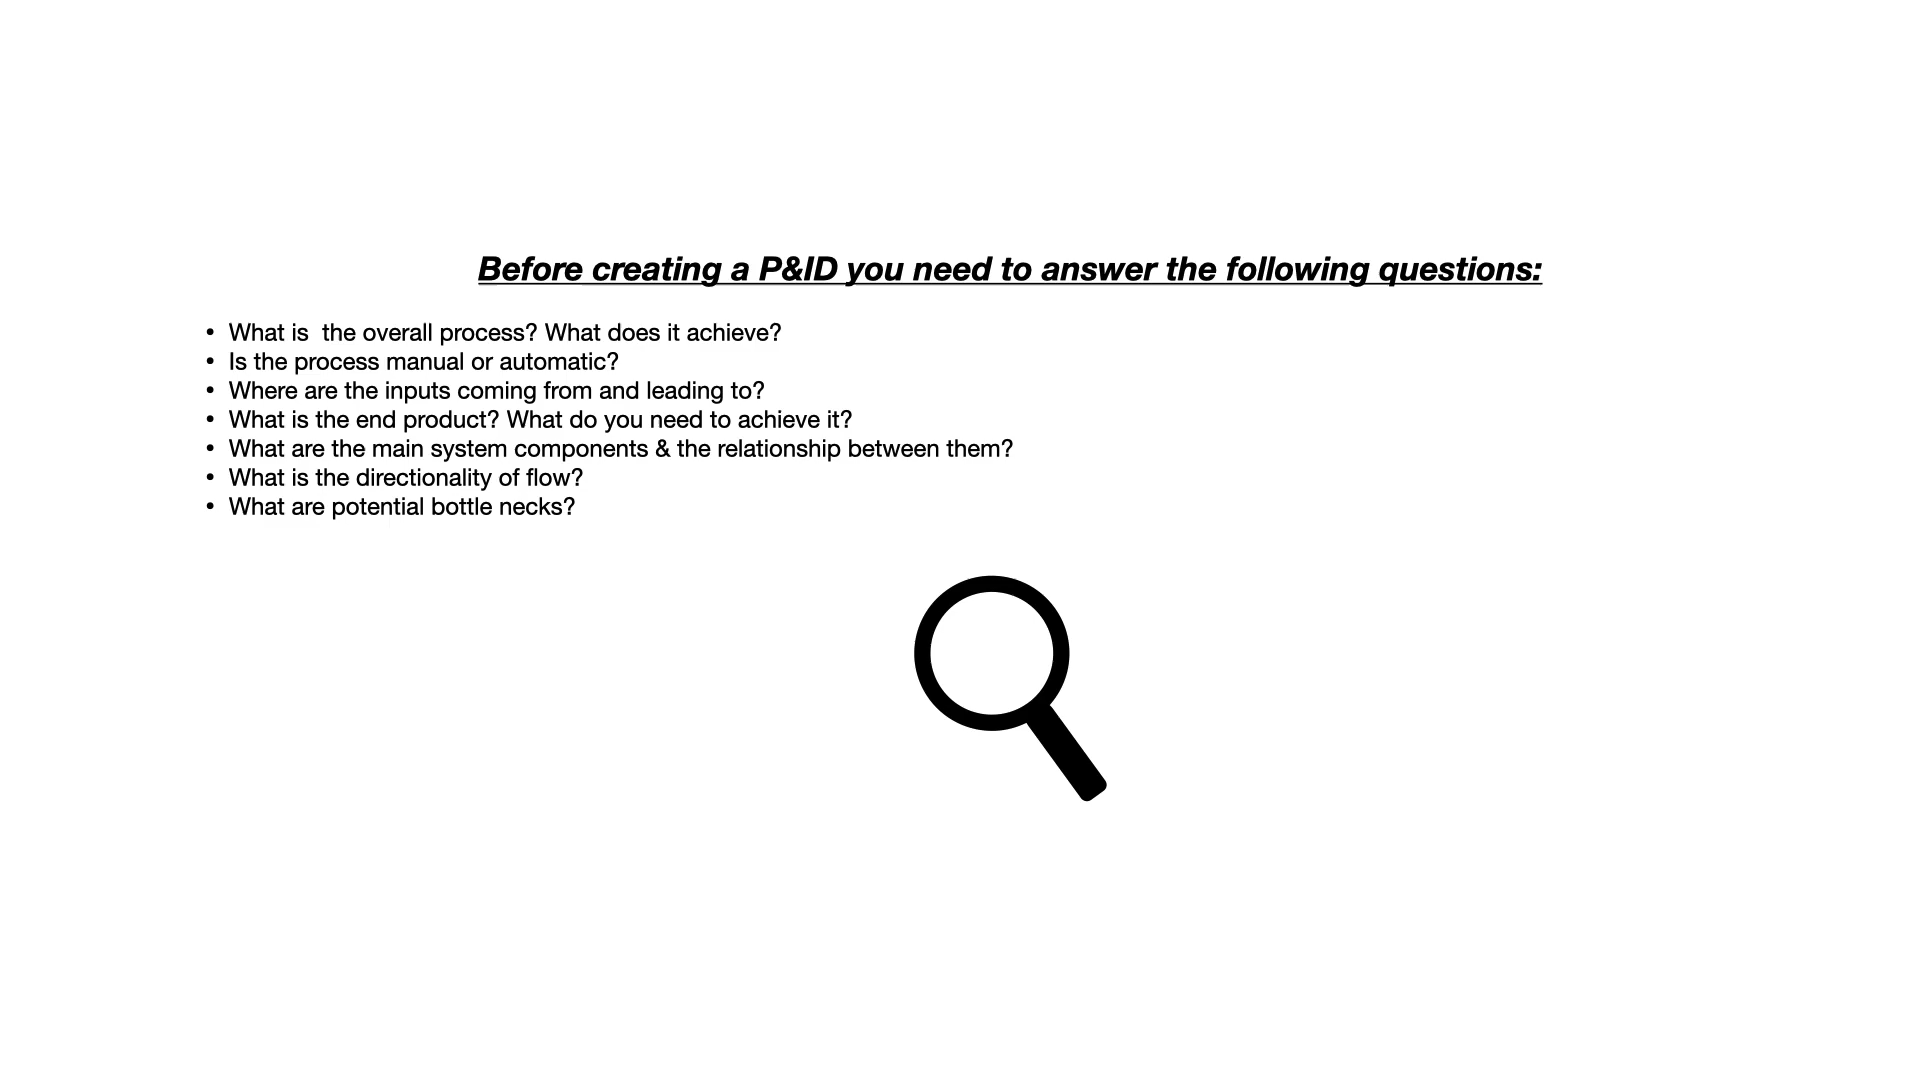 Before creating a P&ID you need to answer the following questions:
• What is  the overall process? What does it achieve?
• Is the process manual or automatic?
• Where are the inputs coming from and leading to?
• What is the end product? What do you need to achieve it?
• What are the main system components & the relationship between them?
• What is the directionality of flow?
• What are potential bottle necks?